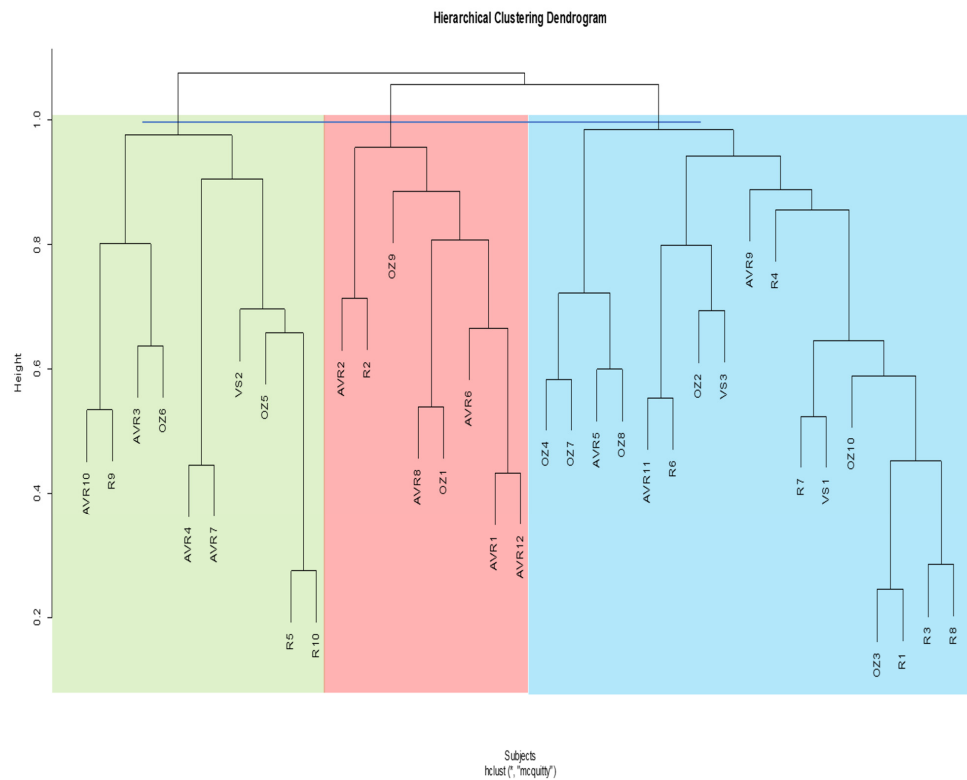 Hierarchical Clustering Dendrogram
Height
1.0
0.8
0.6
0.4
0.2
AVR10
R9
AVR3
OZ6
AVR4
AVR7
VS2
OZ5
R5
R10
AVR2
R2
OZ9
AVR8
OZ1
AVR6
AVR1
AVR12
OZ4
OZ7
AVR5
OZ8
AVR11
R6
OZ2
VS3
AVR9
R4
R7
VS1
OZ10
OZ3
R1
R3
R8
Subjects
hclust (*, "mcquitty")